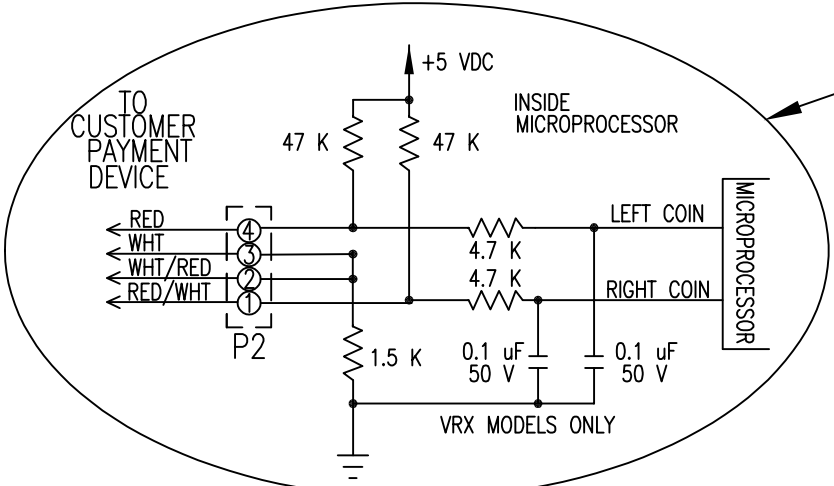 +5 VDC
TO
CUSTOMER
PAYMENT
DEVICE
INSIDE
MICROPROCESSOR
47 K
47 K
RED
WHT
WHT/RED
RED/WHT
4
3
2
1
P2
4.7 K
4.7 K
LEFT COIN
RIGHT COIN
MICROPROCESSOR
1.5 K
0.1 uF
50 V
0.1 uF
50 V
VRX MODELS ONLY